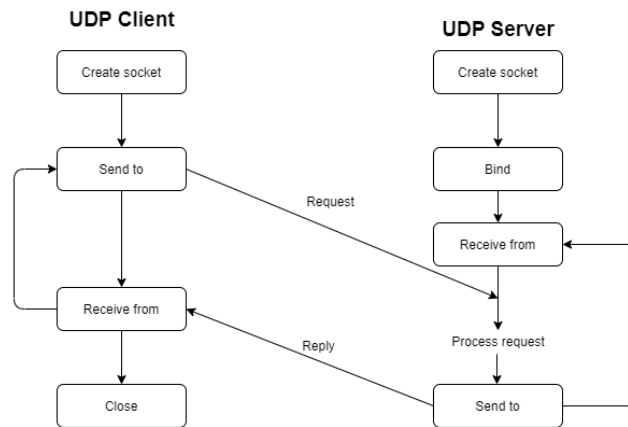 UDP Client
UDP Server
Create socket
Create socket
Send to
Bind
Request
Receive from
Receive from
Process request
Reply
Close
Send to